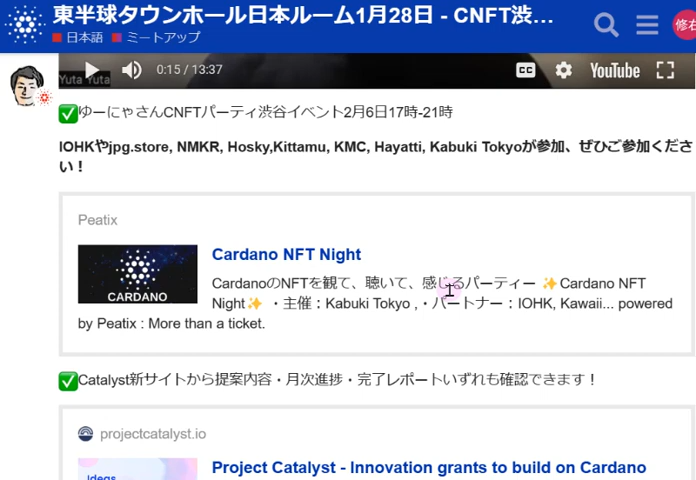 東半球タウンホール日本ルーム1月28日 - CNFT渋…
日本語 ミートアップ
修右
Yuta Yuta
0:15 / 13:37
CC
YouTube
✅ゆーにゃさんCNFTパーティ渋谷イベント2月6日17時-21時
IOHKやjpg.store, NMKR, Hosky,Kittamu, KMC, Hayatti, Kabuki Tokyoが参加、ぜひご参加くださ
い！
Peatix
Cardano NFT Night
CARDANO
CardanoのNFTを観て、聴いて、感じるパーティー ✨Cardano NFT
Night✨ ・主催：Kabuki Tokyo ,・パートナー：IOHK, Kawaii... powered
by Peatix : More than a ticket.
✅Catalyst新サイトから提案内容・月次進捗・完了レポートいずれも確認できます！
projectcatalyst.io
Project Catalyst - Innovation grants to build on Cardano
ideas